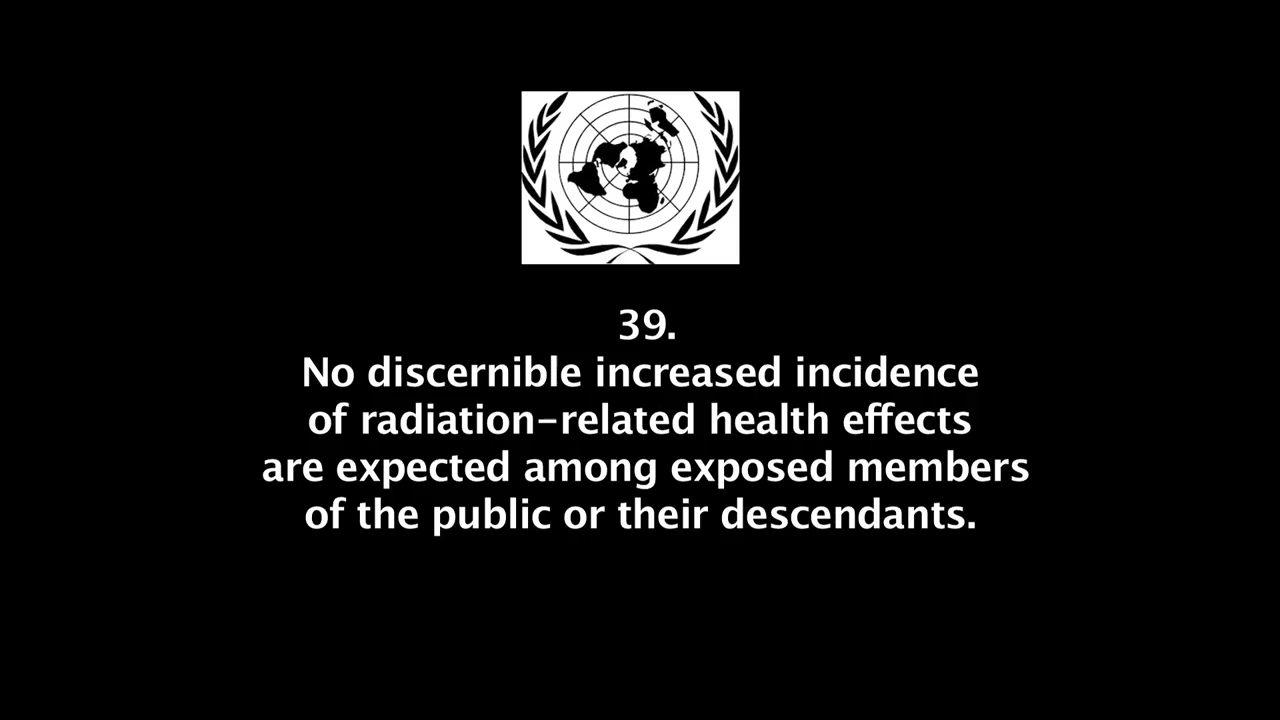 39.
No discernible increased incidence
of radiation-related health effects
are expected among exposed members
of the public or their descendants.